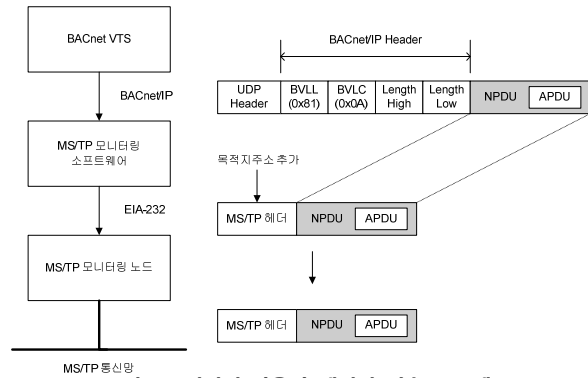 BACnet VTS
BACnet/IP
MS/TP 모니터링
소프트웨어
EIA-232
MS/TP 모니터링 노드
MS/TP 통신망
BACnet/IP Header
UDP
Header
BVLL
(0x81)
BVLC
(0x0A)
Length
High
Length
Low
NPDU
APDU
목적지주소 추가
MS/TP 헤더
NPDU
APDU
MS/TP 헤더
NPDU
APDU